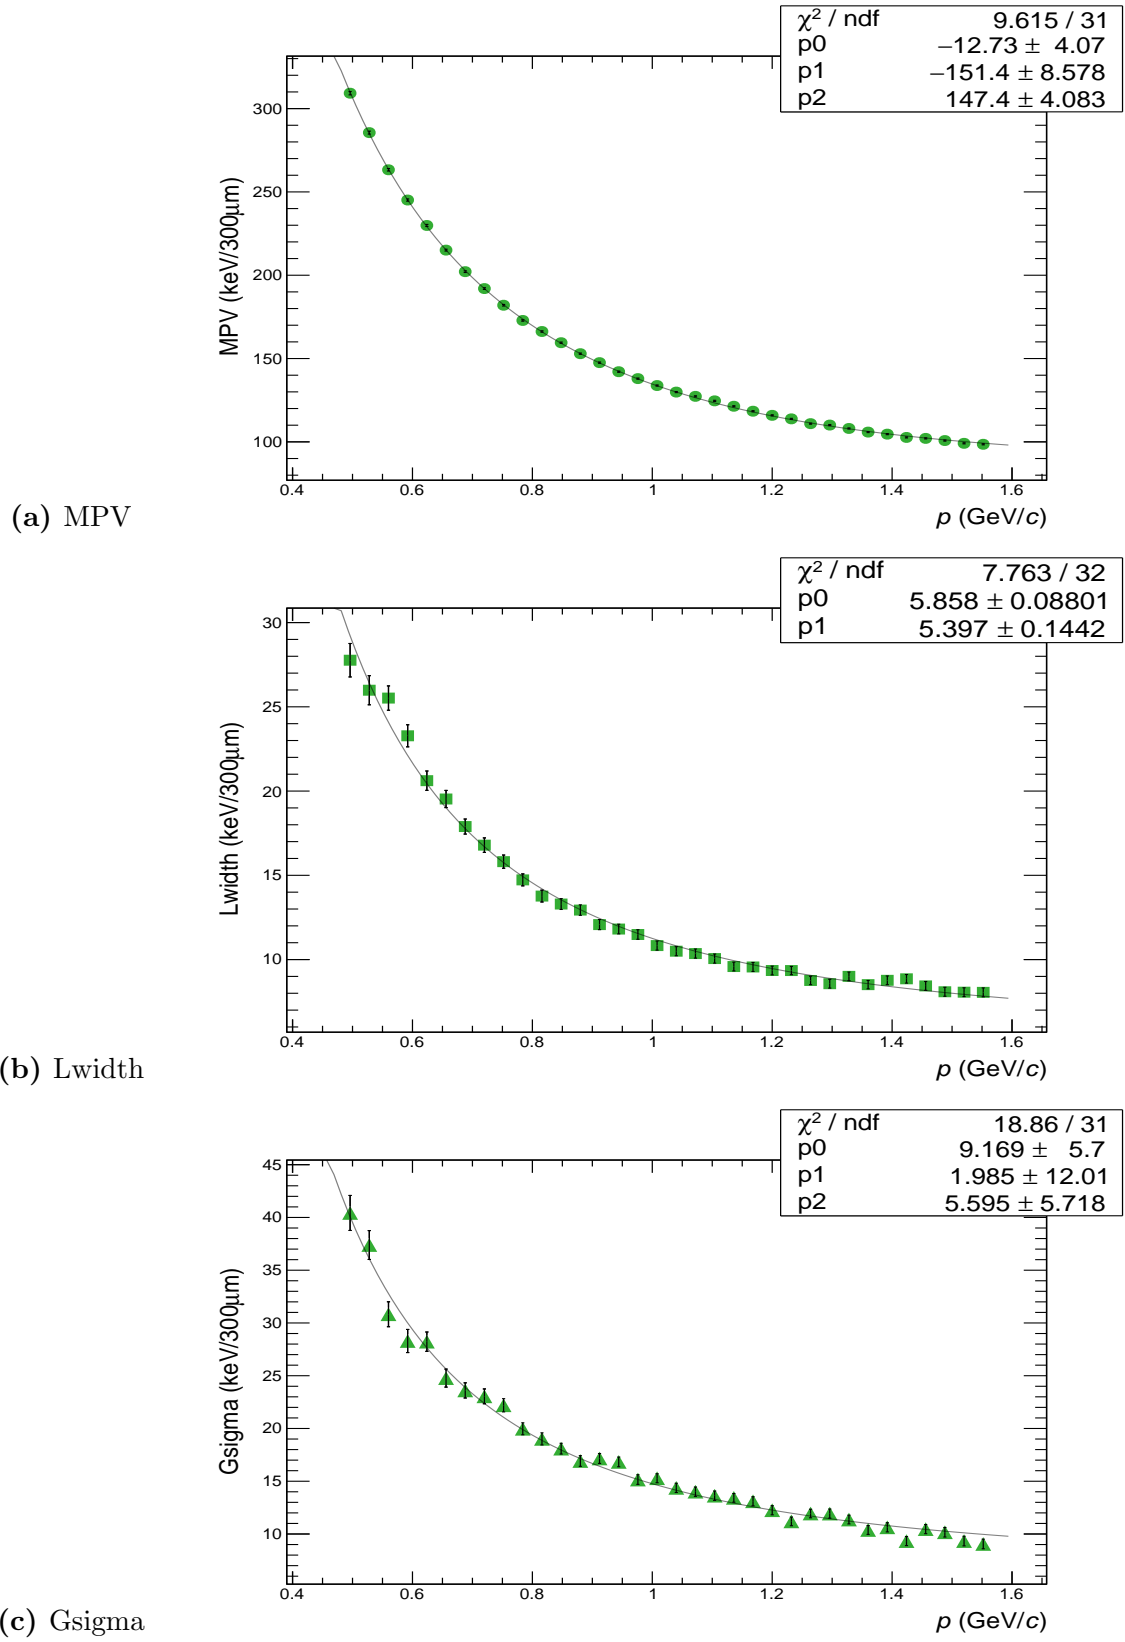 χ² / ndf 9.615 / 31
p0 −12.73 ± 4.07
p1 −151.4 ± 8.578
p2 147.4 ± 4.083
MPV (keV/300μm)
300
250
200
150
100
0.4 0.6 0.8 1 1.2 1.4 1.6
p (GeV/c)
(a) MPV
χ² / ndf 7.763 / 32
p0 5.858 ± 0.08801
p1 5.397 ± 0.1442
Lwidth (keV/300μm)
30
25
20
15
10
0.4 0.6 0.8 1 1.2 1.4 1.6
p (GeV/c)
(b) Lwidth
χ² / ndf 18.86 / 31
p0 9.169 ± 5.7
p1 1.985 ± 12.01
p2 5.595 ± 5.718
Gsigma (keV/300μm)
45
40
35
30
25
20
15
10
0.4 0.6 0.8 1 1.2 1.4 1.6
p (GeV/c)
(c) Gsigma